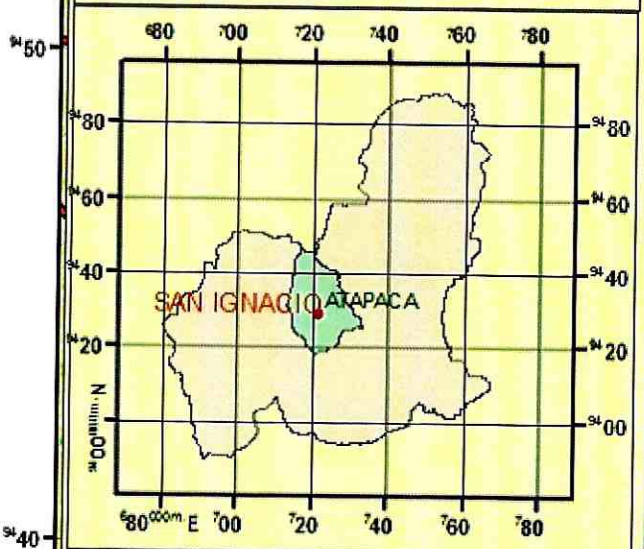 ⁹⁴50
⁶80 ⁷00 ⁷20 ⁷40 ⁷60 ⁷80
⁹⁴80 ⁹⁴80
⁹⁴60 ⁹⁴60
⁹⁴40 ⁹⁴40
SAN IGNACIO ATAPACA
⁹⁴20 ⁹⁴20
⁹⁴00 N ⁹⁴00
⁶80⁰⁰⁰ᵐ· E ⁷00 ⁷20 ⁷40 ⁷60 ⁷80
⁹⁴40